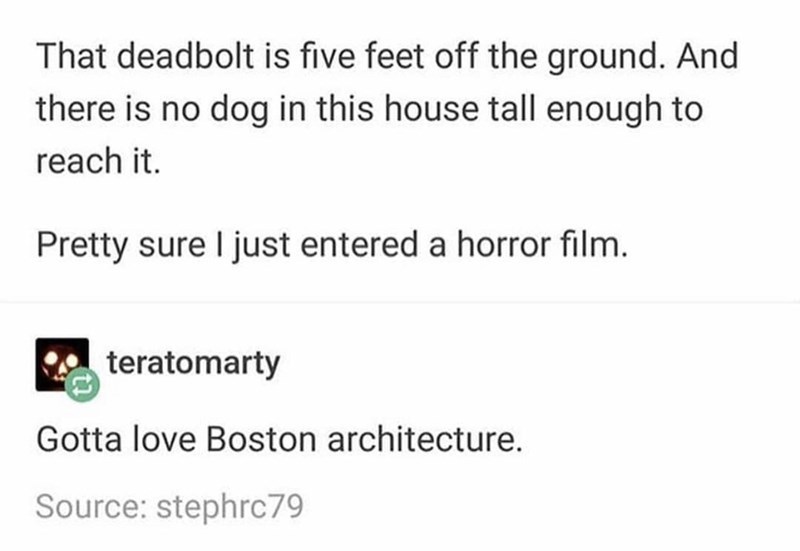 That deadbolt is five feet off the ground. And
there is no dog in this house tall enough to
reach it.
Pretty sure I just entered a horror film.
teratomarty
Gotta love Boston architecture.
Source: stephrc79